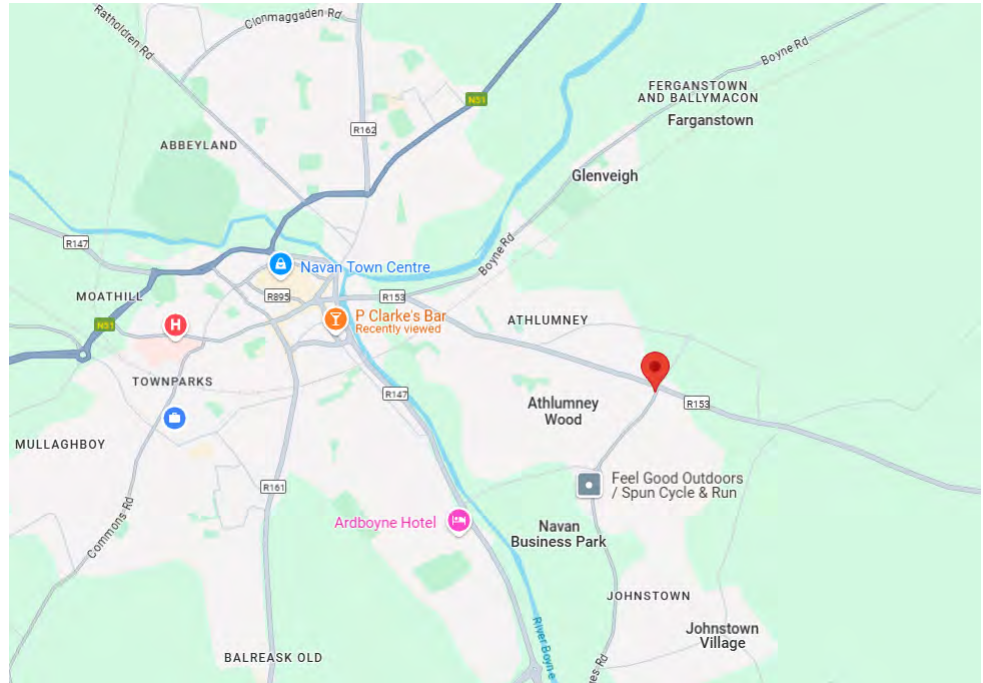 Clonmaggaden Rd
Ratholdren Rd
Boyne Rd
FERGANSTOWN
AND BALLYMACON
N51
Farganstown
R162
ABBEYLAND
Glenveigh
R147
Boyne Rd
Navan Town Centre
MOATHILL
R895
R153
P Clarke's Bar
Recently viewed
ATHLUMNEY
N51
H
TOWNPARKS
R147
R153
Athlumney
Wood
MULLAGHBOY
Feel Good Outdoors
/ Spun Cycle & Run
R161
Commons Rd
Ardboyne Hotel
Navan
Business Park
JOHNSTOWN
River Boyne
Johnstown
Village
BALREASK OLD
es Rd